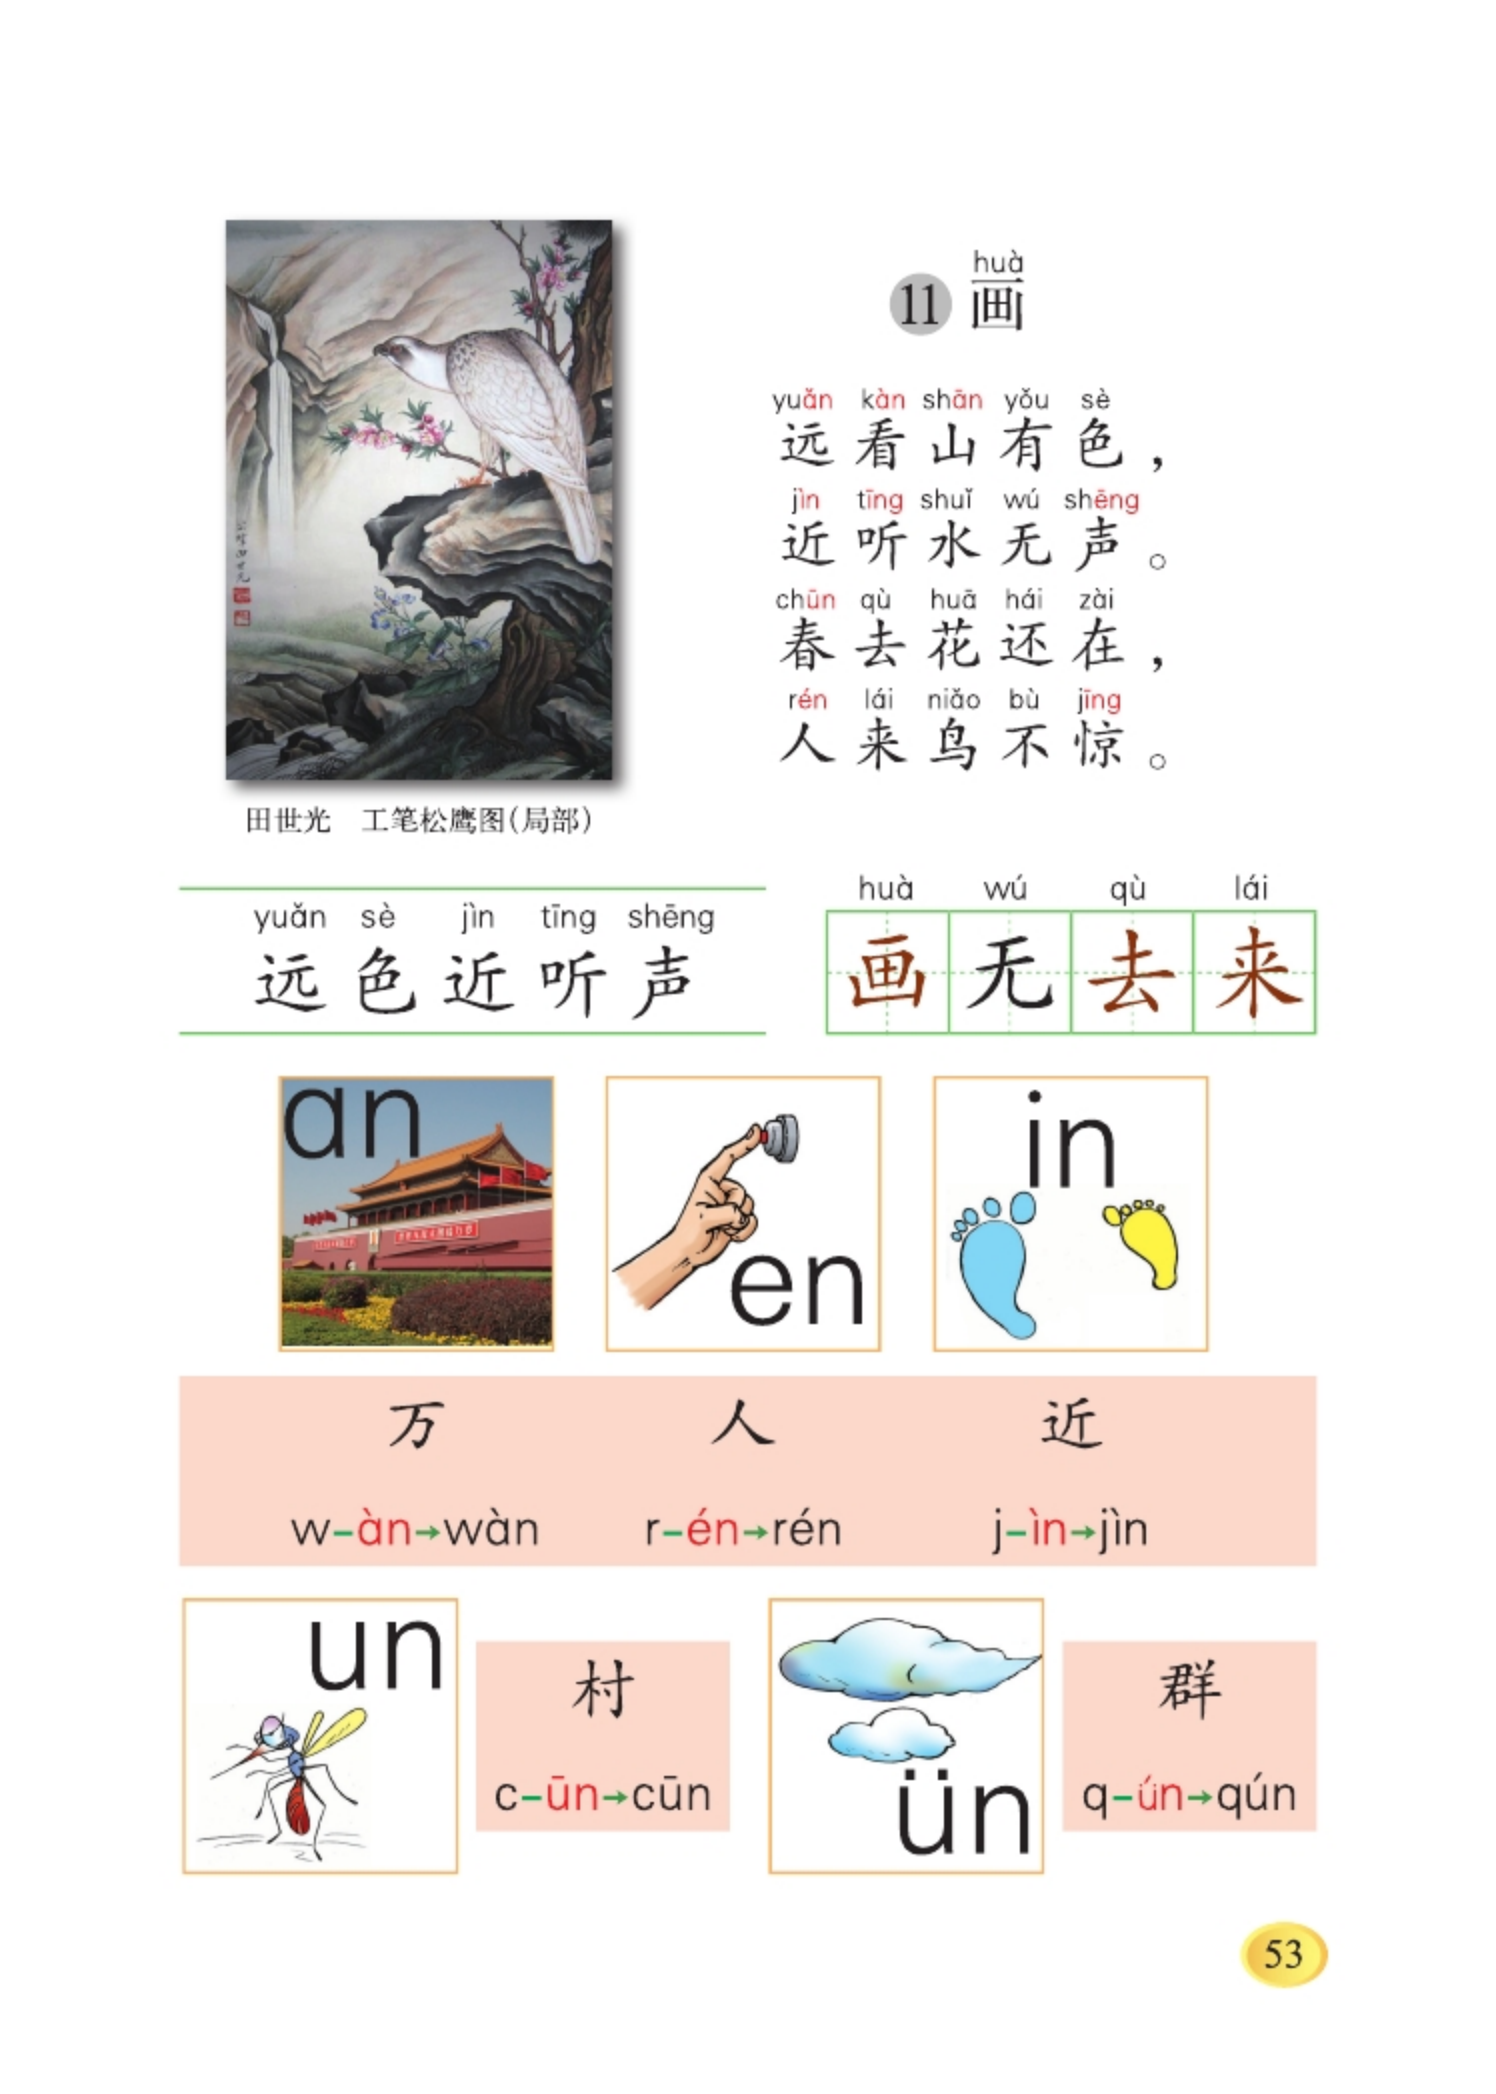 huà
11 画
yuǎn kàn shān yǒu sè
远看山有色，
jìn tīng shuǐ wú shēng
近听水无声。
chūn qù huā hái zài
春去花还在，
rén lái niǎo bù jīng
人来鸟不惊。
田世光 工笔松鹰图(局部)
yuǎn sè jìn tīng shēng
远色近听声
huà wú qù lái
画无去来
an
en
in
万 人 近
w-àn→wàn r-én→rén j-ìn→jìn
un
村
c-ūn→cūn
ün
群
q-ǘn→qún
53